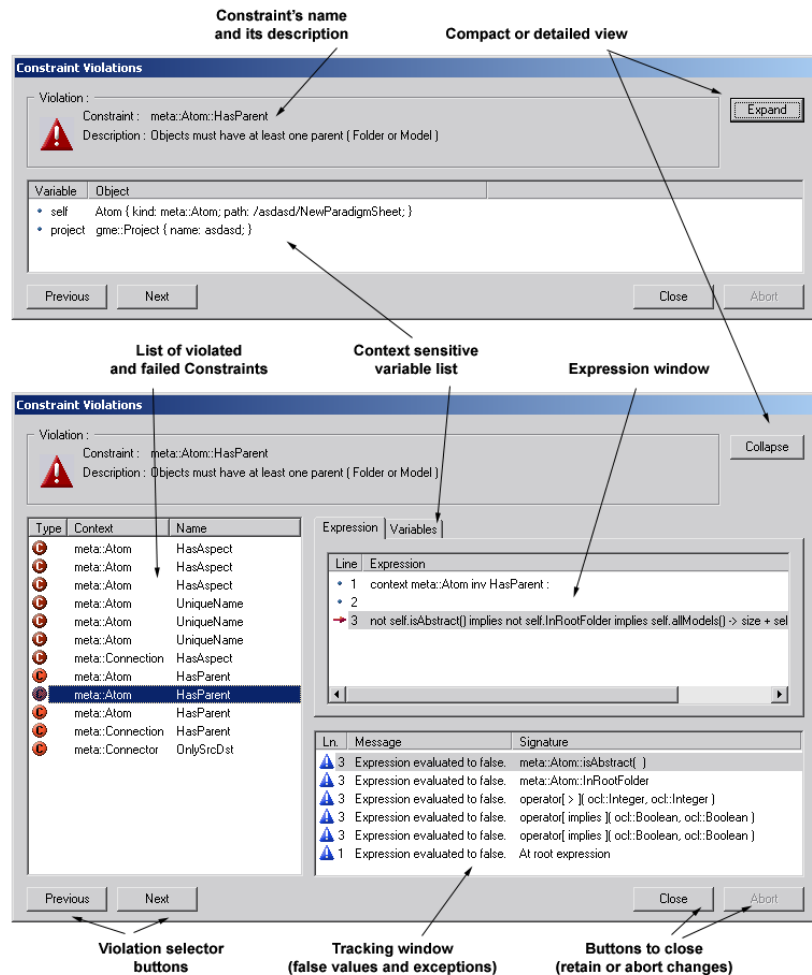 Constraint's name
and its description
Compact or detailed view
Constraint Violations
Violation :
Constraint : meta::Atom::HasParent
Description : Objects must have at least one parent ( Folder or Model )
Expand
Variable Object
self Atom { kind: meta::Atom; path: /asdasd/NewParadigmSheet; }
project gme::Project { name: asdasd; }
Previous Next Close Abort
List of violated
and failed Constraints
Context sensitive
variable list
Expression window
Constraint Violations
Violation :
Constraint : meta::Atom::HasParent
Description : Objects must have at least one parent ( Folder or Model )
Collapse
Type Context Name
C meta::Atom HasAspect
C meta::Atom HasAspect
C meta::Atom HasAspect
C meta::Atom UniqueName
C meta::Atom UniqueName
C meta::Atom UniqueName
C meta::Connection HasAspect
C meta::Atom HasParent
C meta::Atom HasParent
C meta::Atom HasParent
C meta::Connection HasParent
C meta::Connector OnlySrcDst
Expression Variables
Line Expression
1 context meta::Atom inv HasParent :
2
3 not self.isAbstract() implies not self.InRootFolder implies self.allModels() -> size + sel
Ln. Message Signature
3 Expression evaluated to false. meta::Atom::isAbstract( )
3 Expression evaluated to false. meta::Atom::InRootFolder
3 Expression evaluated to false. operator[ > ]( ocl::Integer, ocl::Integer )
3 Expression evaluated to false. operator[ implies ]( ocl::Boolean, ocl::Boolean )
3 Expression evaluated to false. operator[ implies ]( ocl::Boolean, ocl::Boolean )
1 Expression evaluated to false. At root expression
Previous Next Close Abort
Violation selector
buttons
Tracking window
(false values and exceptions)
Buttons to close
(retain or abort changes)